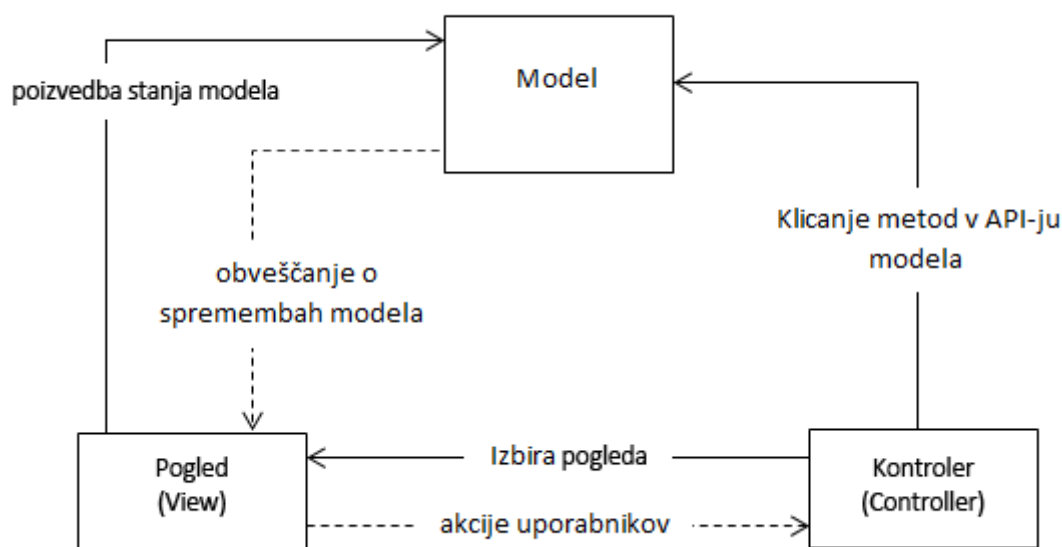 Model
poizvedba stanja modela
Klicanje metod v API-ju
modela
obveščanje o
spremembah modela
Pogled
(View)
Izbira pogleda
Kontroler
(Controller)
akcije uporabnikov